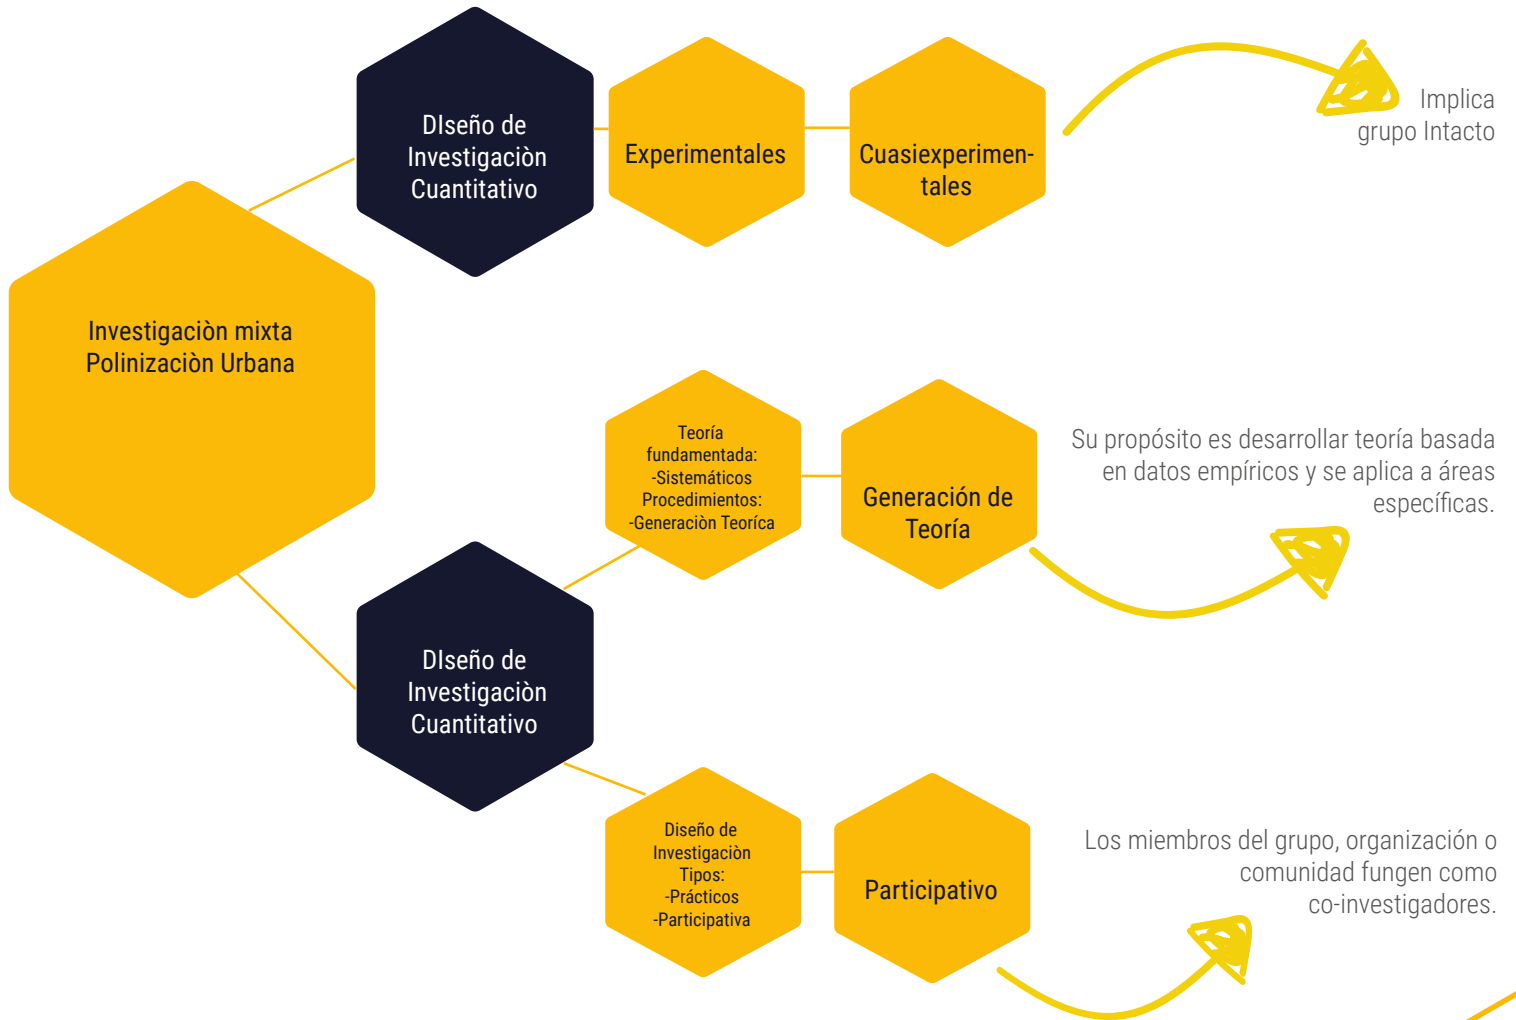 DIseño de
Investigaciòn
Cuantitativo
Experimentales
Cuasiexperimen-
tales
Implica
grupo Intacto
Investigaciòn mixta
Polinizaciòn Urbana
Teoría
fundamentada:
-Sistemáticos
Procedimientos:
-Generaciòn Teoríca
Generación de
Teoría
Su propósito es desarrollar teoría basada
en datos empíricos y se aplica a áreas
específicas.
DIseño de
Investigaciòn
Cuantitativo
Diseño de
Investigaciòn
Tipos:
-Prácticos
-Participativa
Participativo
Los miembros del grupo, organización o
comunidad fungen como
co-investigadores.